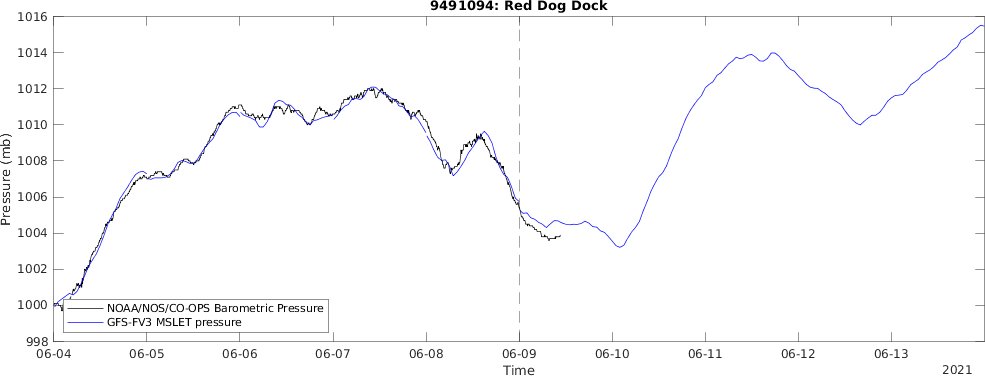 9491094: Red Dog Dock
Pressure (mb)
1016
1014
1012
1010
1008
1006
1004
1002
1000
998
NOAA/NOS/CO-OPS Barometric Pressure
GFS-FV3 MSLET pressure
06-04 06-05 06-06 06-07 06-08 06-09 06-10 06-11 06-12 06-13
Time
2021